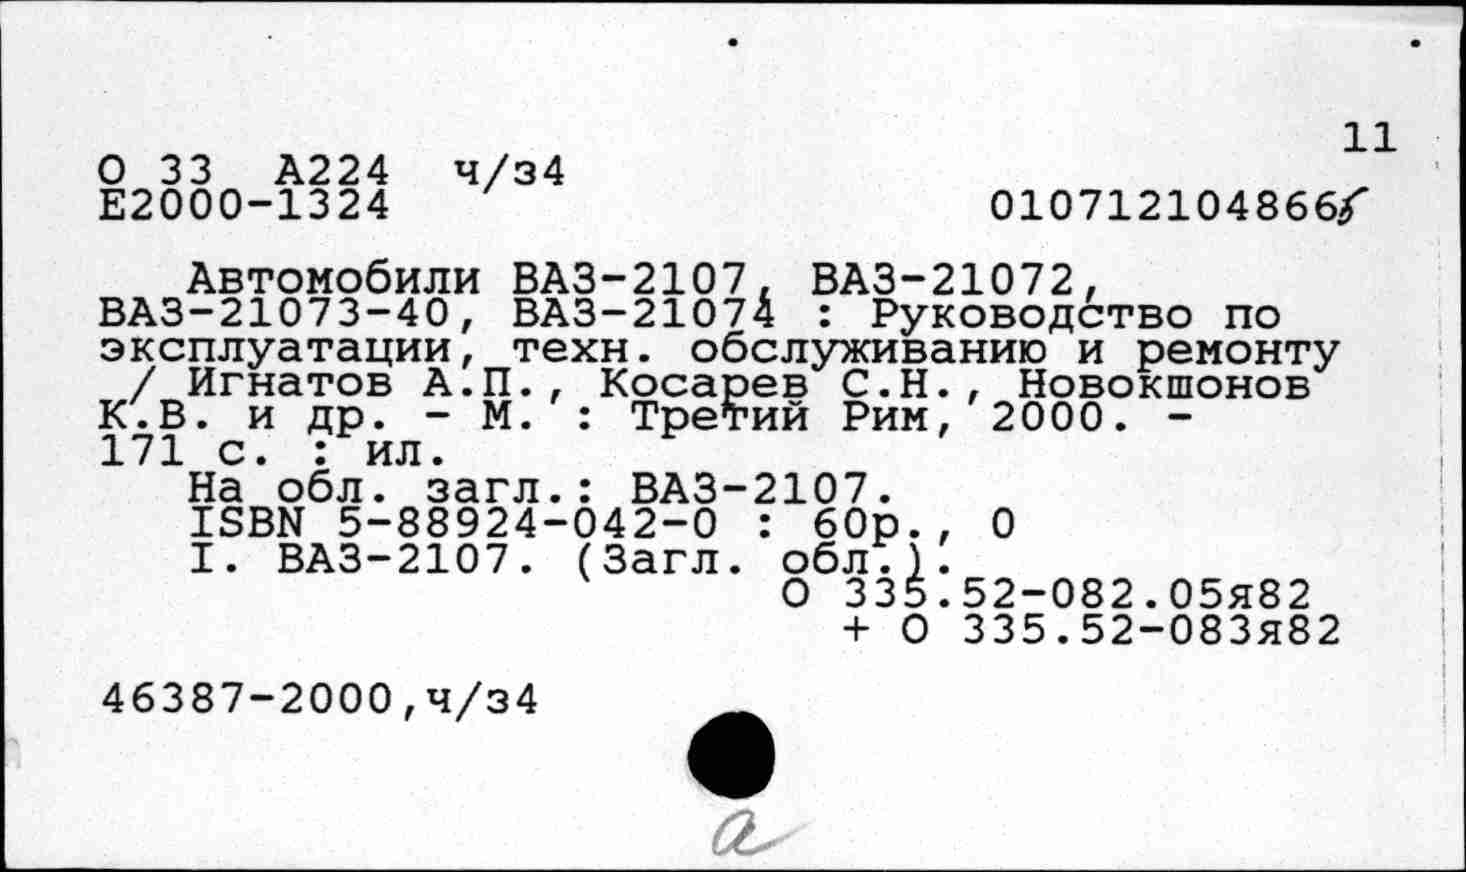 11
О 33 А224 ч/з4
Е2000-1324 010712104866
Автомобили ВАЗ-2107, ВАЗ-21072,
ВАЗ-21073-40, ВАЗ-21074 : Руководство по
эксплуатации, техн. обслуживанию и ремонту
/ Игнатов А.П., Косарев С.Н., Новокшонов
К.В. и др. - М. : Третий Рим, 2000. -
171 с. : ил.
На обл. загл.: ВАЗ-2107.
ISBN 5-88924-042-0 : 60р., 0
I. ВАЗ-2107. (Загл. обл.).
О 335.52-082.05я82
+ О 335.52-083я82
46387-2000,ч/з4
а